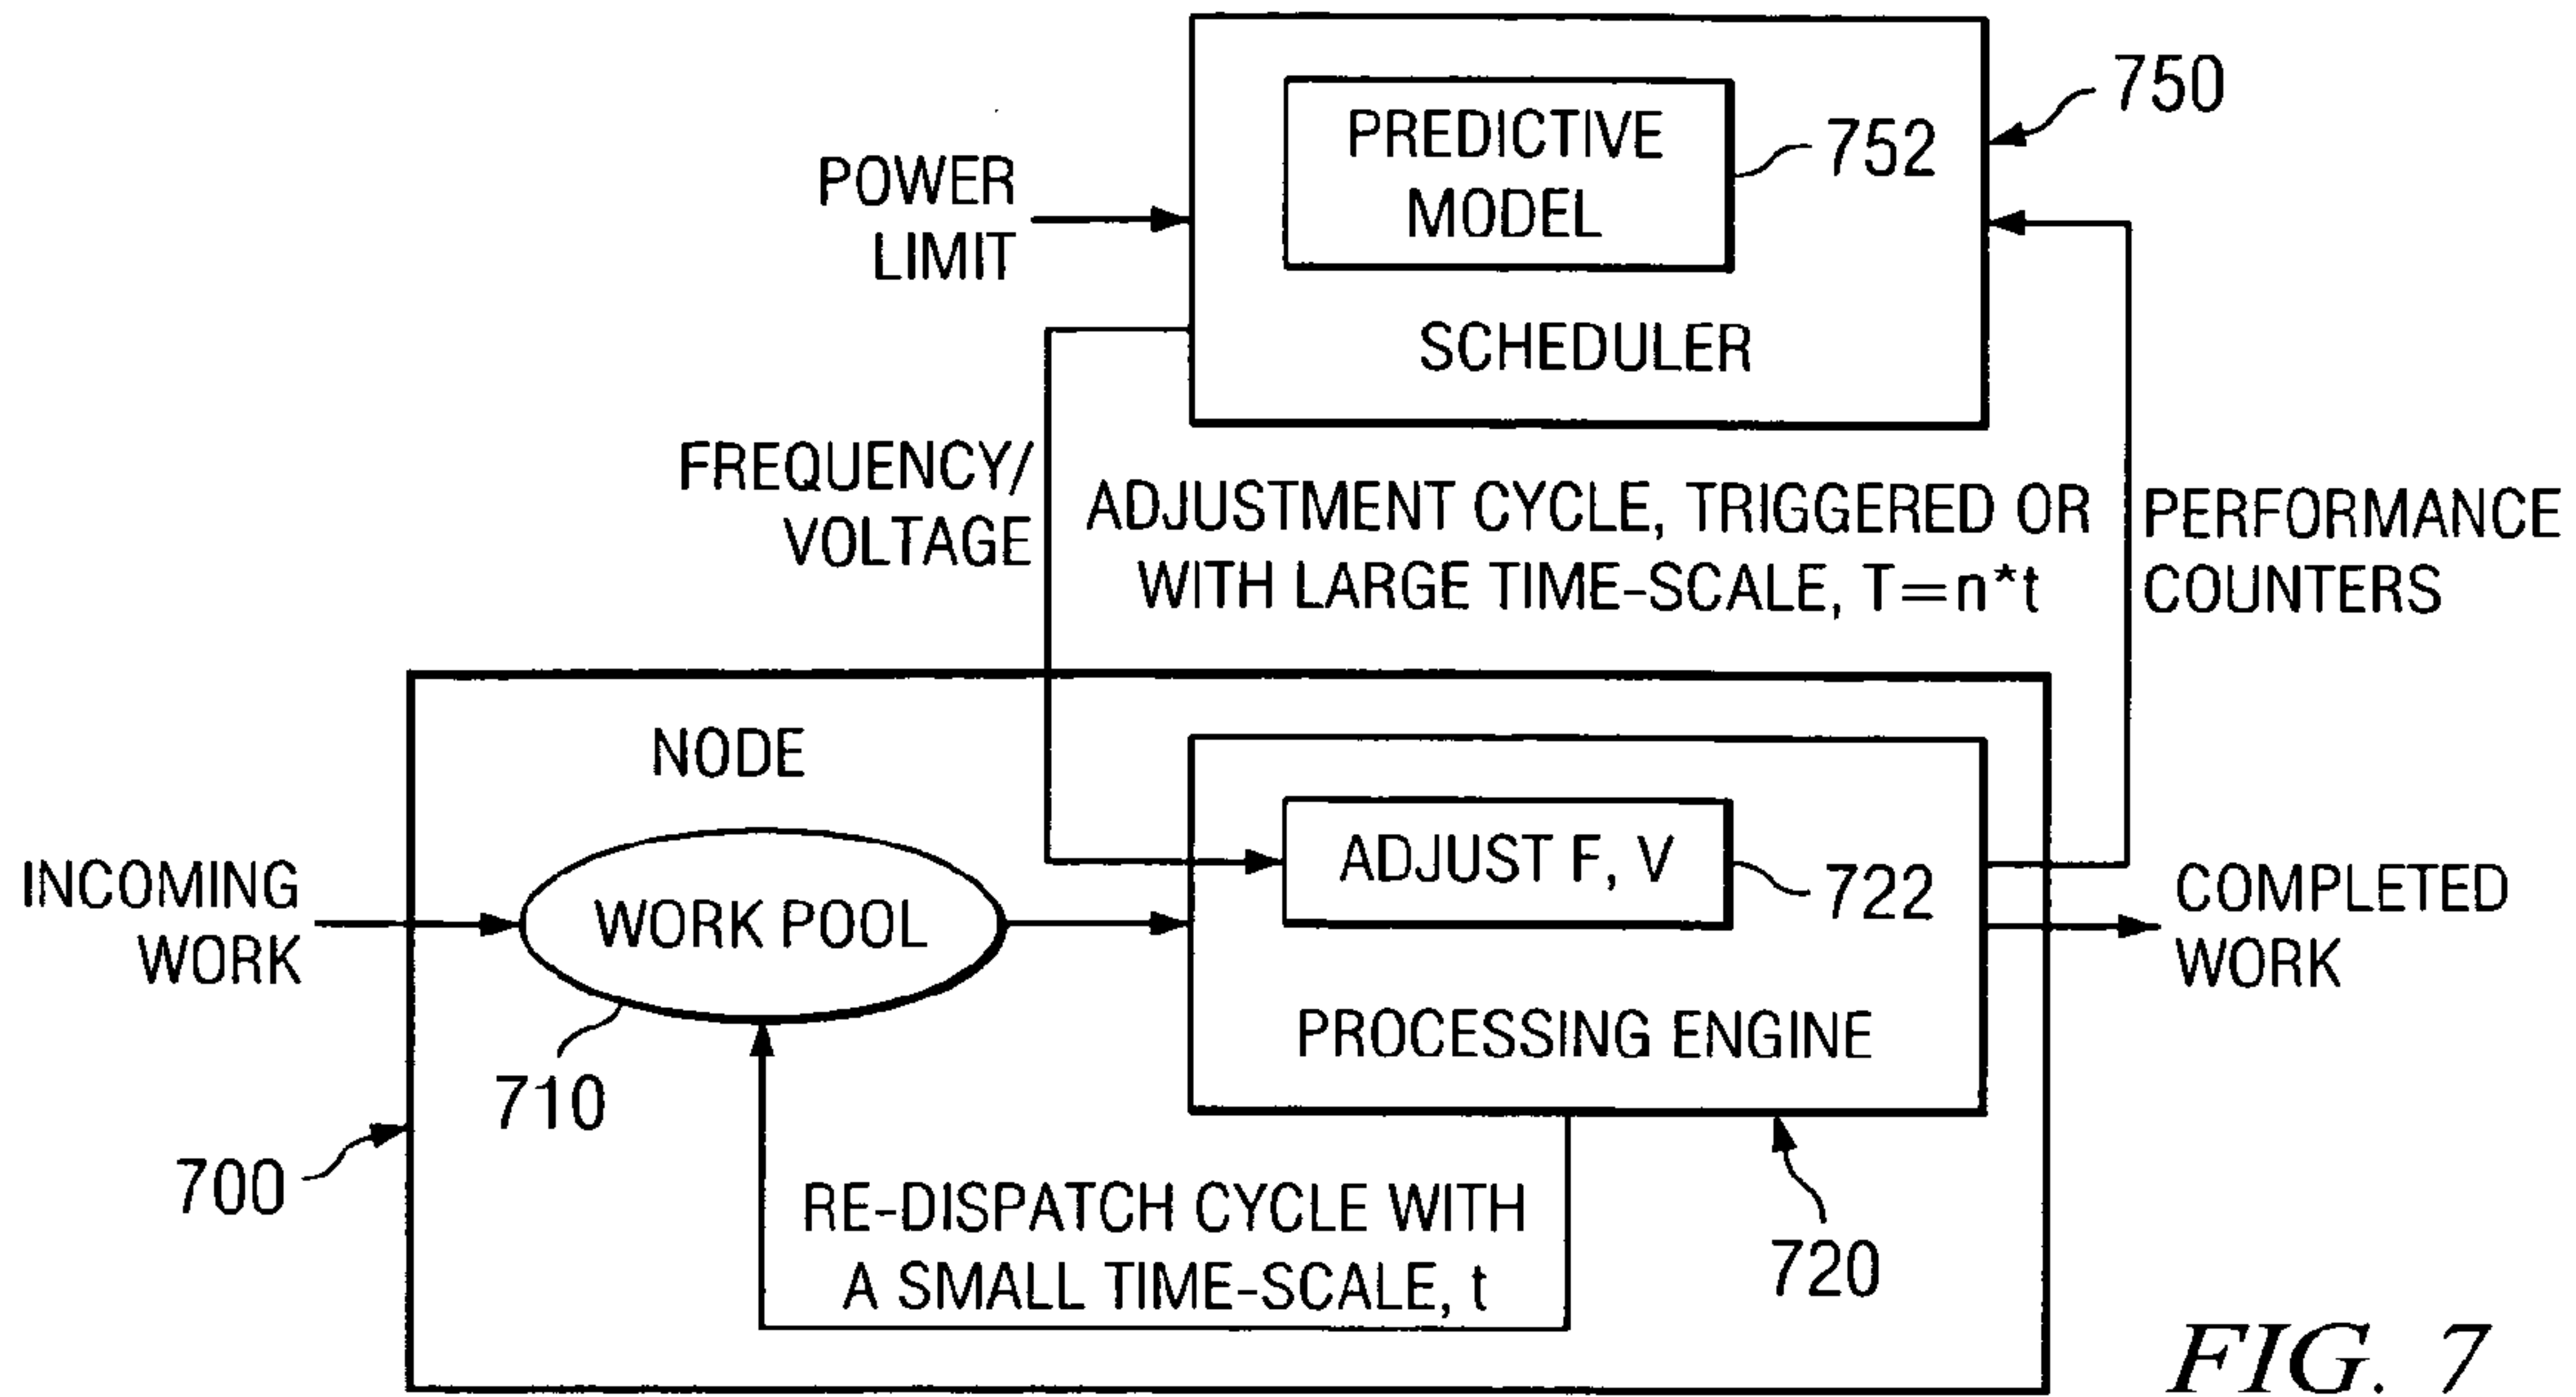 750
PREDICTIVE
MODEL
752
POWER
LIMIT
SCHEDULER
FREQUENCY/
VOLTAGE
ADJUSTMENT CYCLE, TRIGGERED OR
WITH LARGE TIME-SCALE, T=n*t
PERFORMANCE
COUNTERS
NODE
INCOMING
WORK
WORK POOL
ADJUST F, V
722
COMPLETED
WORK
PROCESSING ENGINE
710
700
RE-DISPATCH CYCLE WITH
A SMALL TIME-SCALE, t
720
FIG. 7